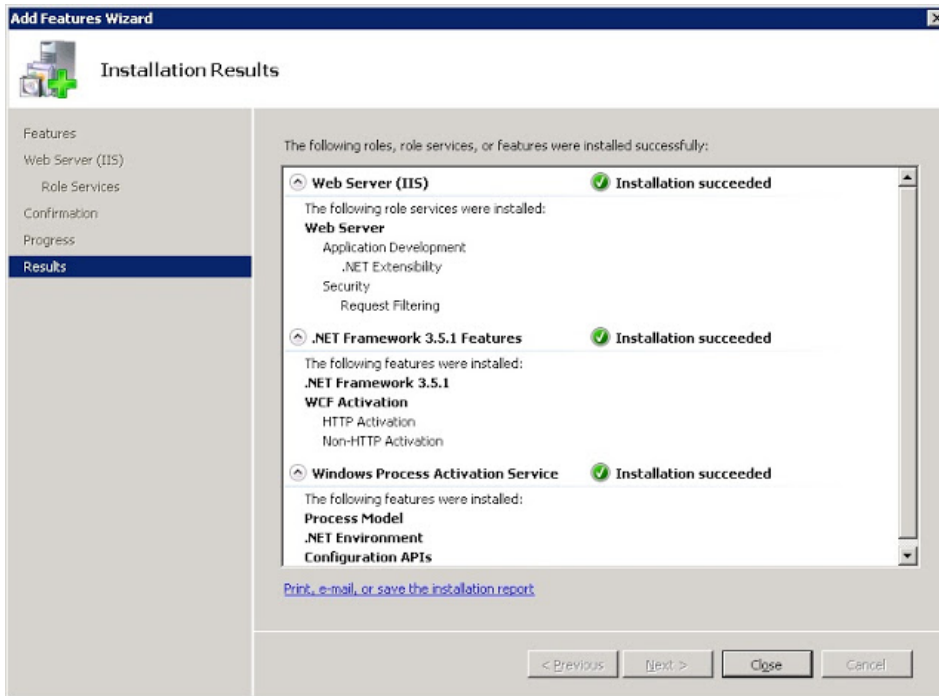 Add Features Wizard
Installation Results
Features
Web Server (IIS)
Role Services
Confirmation
Progress
Results
The following roles, role services, or features were installed successfully:
Web Server (IIS) Installation succeeded
The following role services were installed:
Web Server
Application Development
.NET Extensibility
Security
Request Filtering
.NET Framework 3.5.1 Features Installation succeeded
The following features were installed:
.NET Framework 3.5.1
WCF Activation
HTTP Activation
Non-HTTP Activation
Windows Process Activation Service Installation succeeded
The following features were installed:
Process Model
.NET Environment
Configuration APIs
Print, e-mail, or save the installation report
< Previous Next > Close Cancel